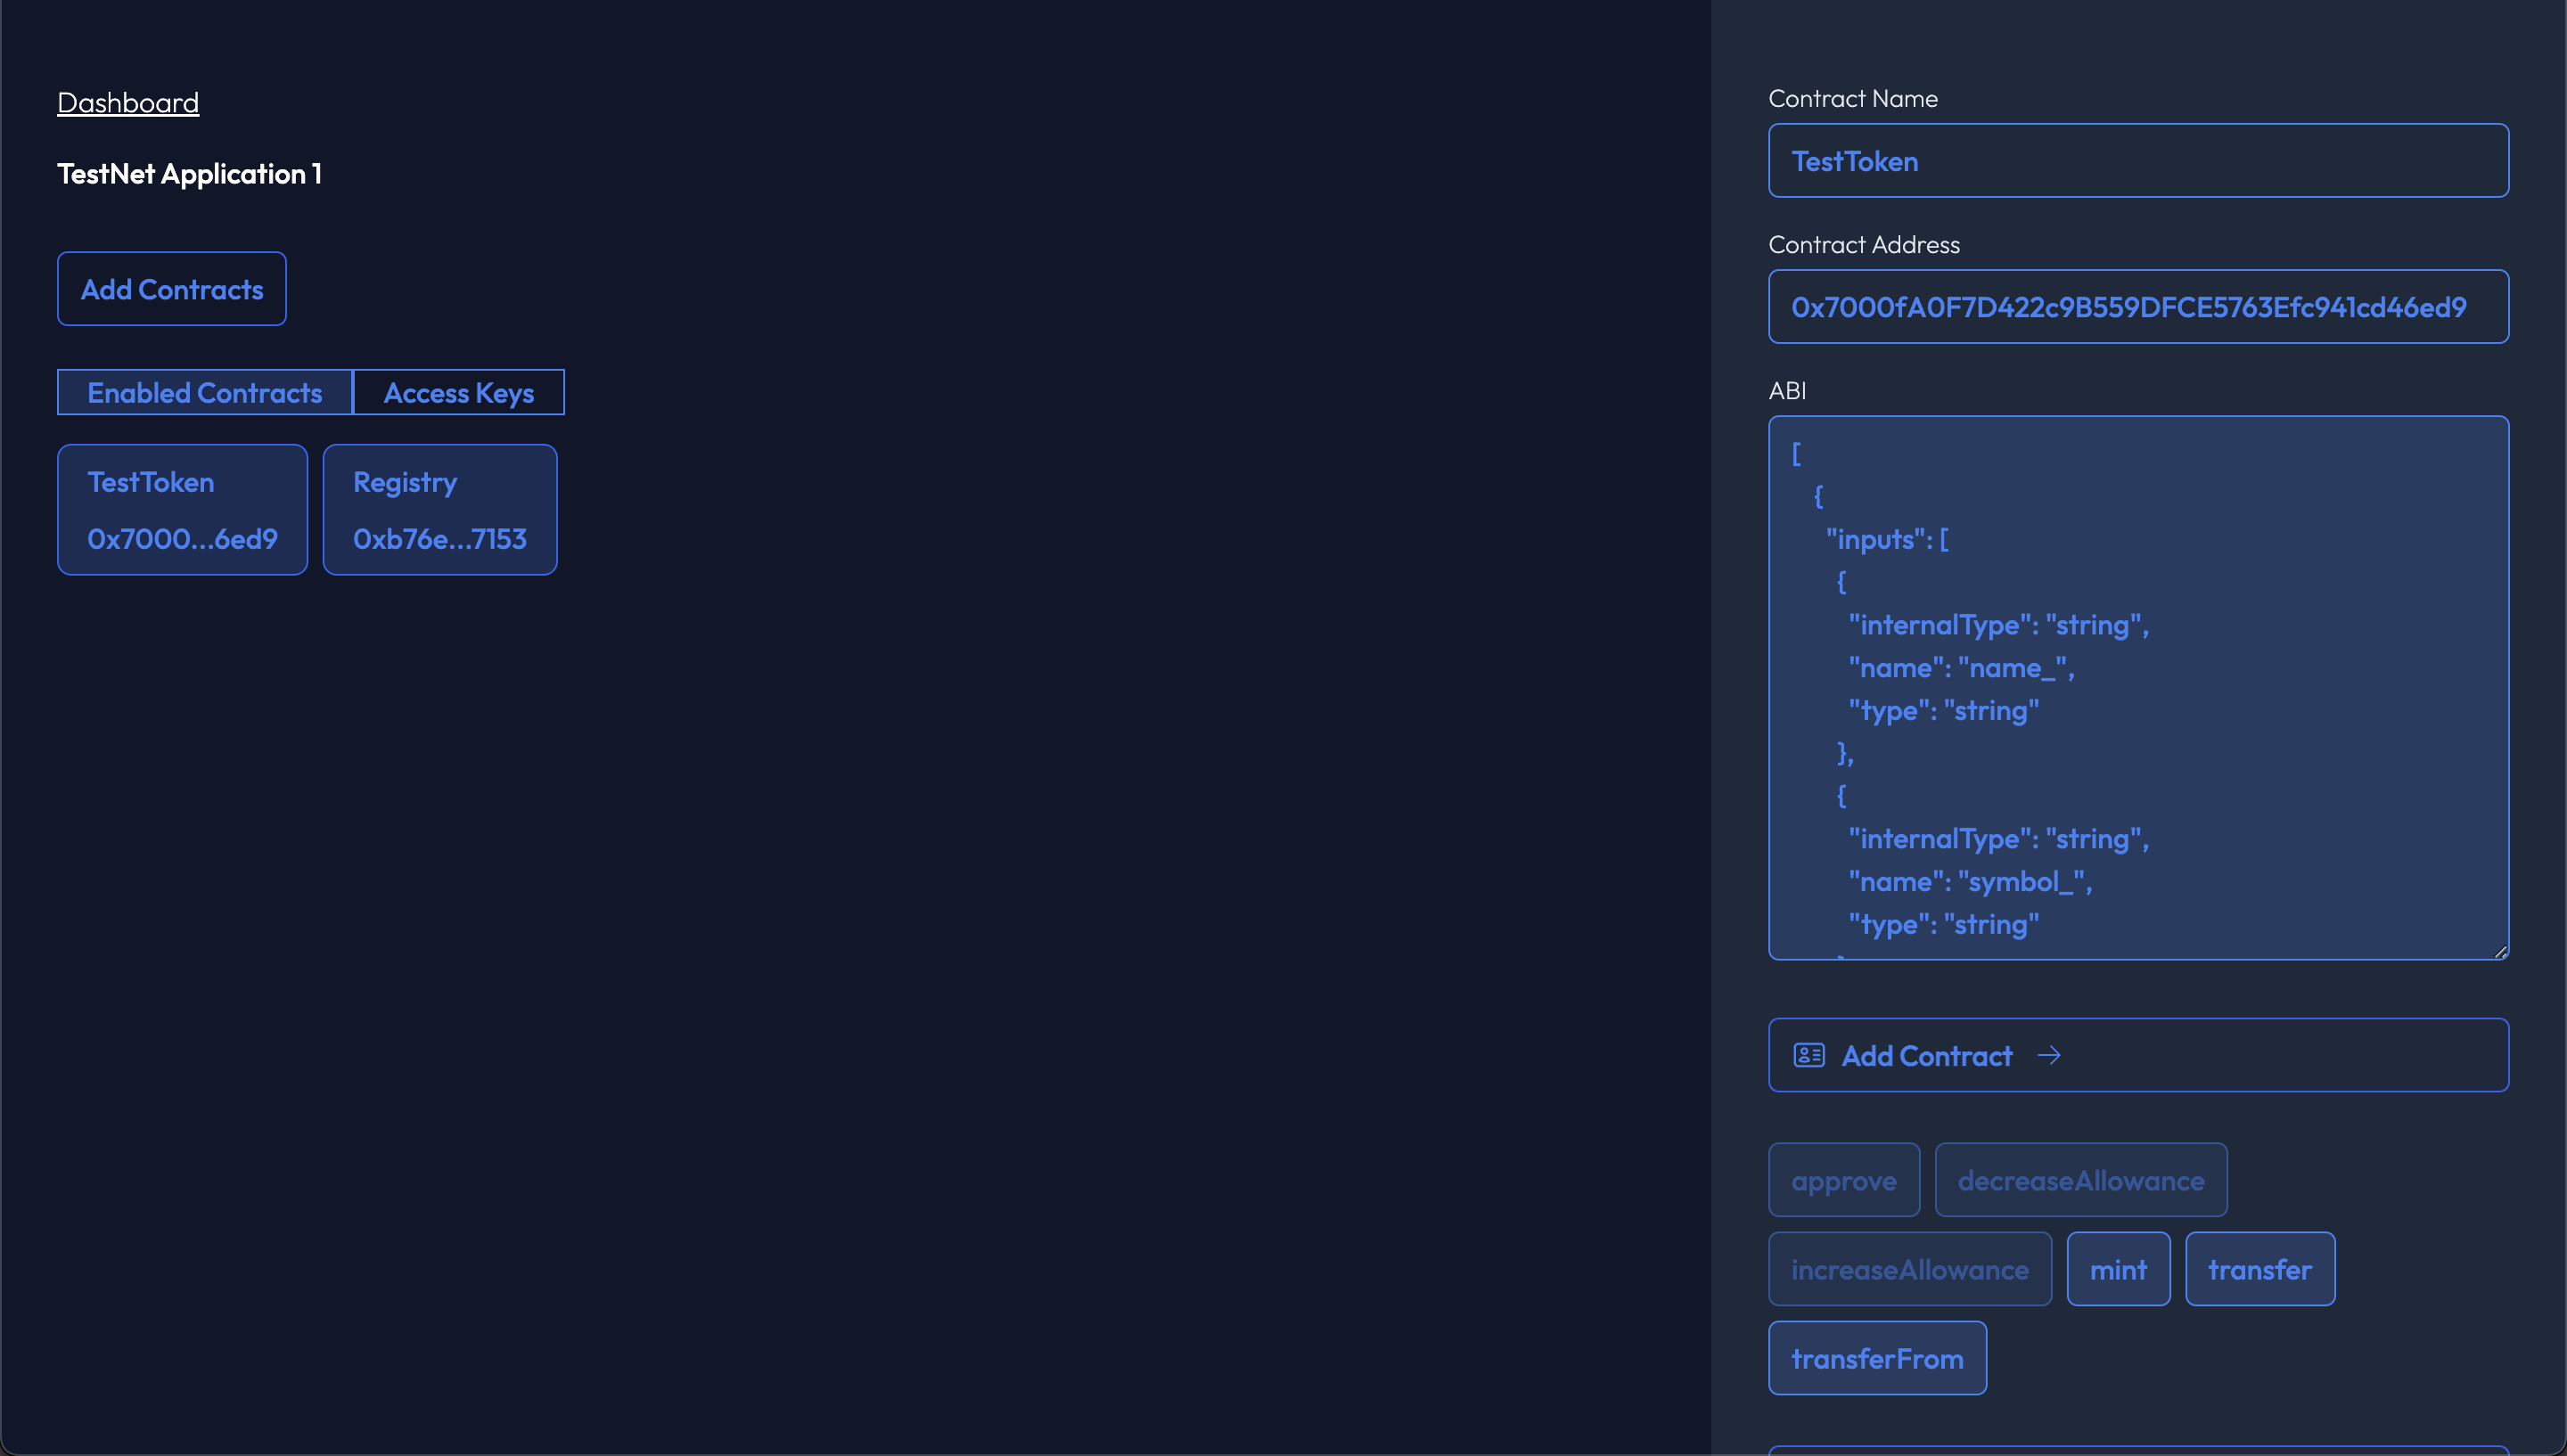 Dashboard
TestNet Application 1
Add Contracts
Enabled Contracts
Access Keys
TestToken
0x7000...6ed9
Registry
0xb76e...7153
Contract Name
TestToken
Contract Address
0x7000fA0F7D422c9B559DFCE5763Efc941cd46ed9
ABI
[
{
"inputs": [
{
"internalType": "string",
"name": "name_",
"type": "string"
},
{
"internalType": "string",
"name": "symbol_",
"type": "string"
Add Contract →
approve
decreaseAllowance
increaseAllowance
mint
transfer
transferFrom